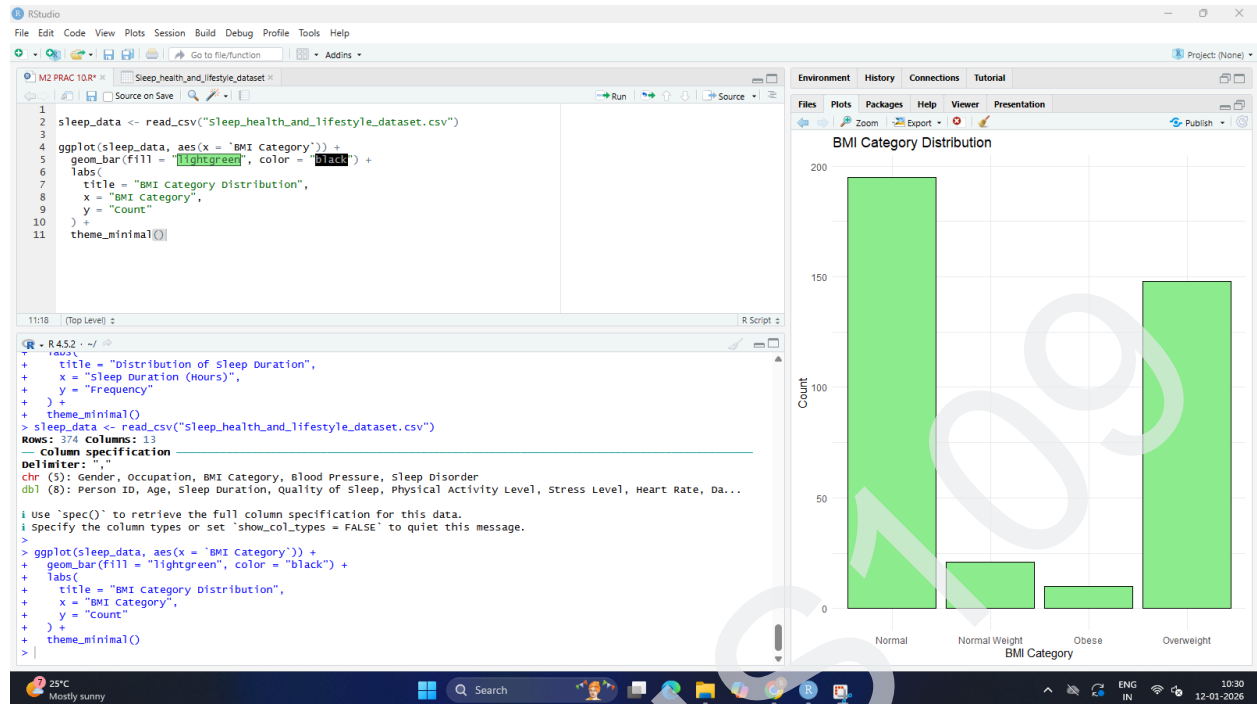 RStudio
File Edit Code View Plots Session Build Debug Profile Tools Help
Go to file/function
Addins
Project: (None)
M2 PRAC 10.R*
Sleep_health_and_lifestyle_dataset
Source on Save
Run
Source
1
2 sleep_data <- read_csv("Sleep_health_and_lifestyle_dataset.csv")
3
4 ggplot(sleep_data, aes(x = `BMI Category`)) +
5 geom_bar(fill = "lightgreen", color = "black") +
6 labs(
7 title = "BMI Category Distribution",
8 x = "BMI Category",
9 y = "Count"
10 ) +
11 theme_minimal()
11:18 (Top Level) R Script
R 4.5.2 · ~/
+ labs(
+ title = "Distribution of Sleep Duration",
+ x = "Sleep Duration (Hours)",
+ y = "Frequency"
+ ) +
+ theme_minimal()
> sleep_data <- read_csv("Sleep_health_and_lifestyle_dataset.csv")
Rows: 374 Columns: 13
── Column specification ──
Delimiter: ","
chr (5): Gender, Occupation, BMI Category, Blood Pressure, Sleep Disorder
dbl (8): Person ID, Age, Sleep Duration, Quality of Sleep, Physical Activity Level, Stress Level, Heart Rate, Da...
i Use `spec()` to retrieve the full column specification for this data.
i Specify the column types or set `show_col_types = FALSE` to quiet this message.
>
> ggplot(sleep_data, aes(x = `BMI Category`)) +
+ geom_bar(fill = "lightgreen", color = "black") +
+ labs(
+ title = "BMI Category Distribution",
+ x = "BMI Category",
+ y = "Count"
+ ) +
+ theme_minimal()
>
Environment History Connections Tutorial
Files Plots Packages Help Viewer Presentation
Zoom Export Publish
BMI Category Distribution
200
150
100
50
0
Count
Normal Normal Weight Obese Overweight
BMI Category
S109
7
25°C
Mostly sunny
Search
ENG
IN
10:30
12-01-2026